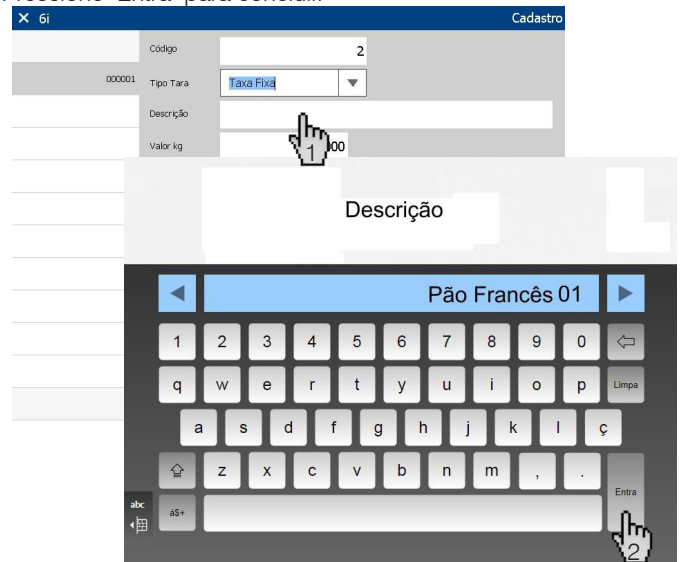 Pressione "Entra" para concluir.
6i Cadastro
Código 2
000001 Tipo Tara Taxa Fixa
Descrição
Valor kg 00
1
Descrição
Pão Francês 01
1 2 3 4 5 6 7 8 9 0
q w e r t y u i o p Limpa
a s d f g h j k l ç
z x c v b n m , .
Entra
abc á$+
2